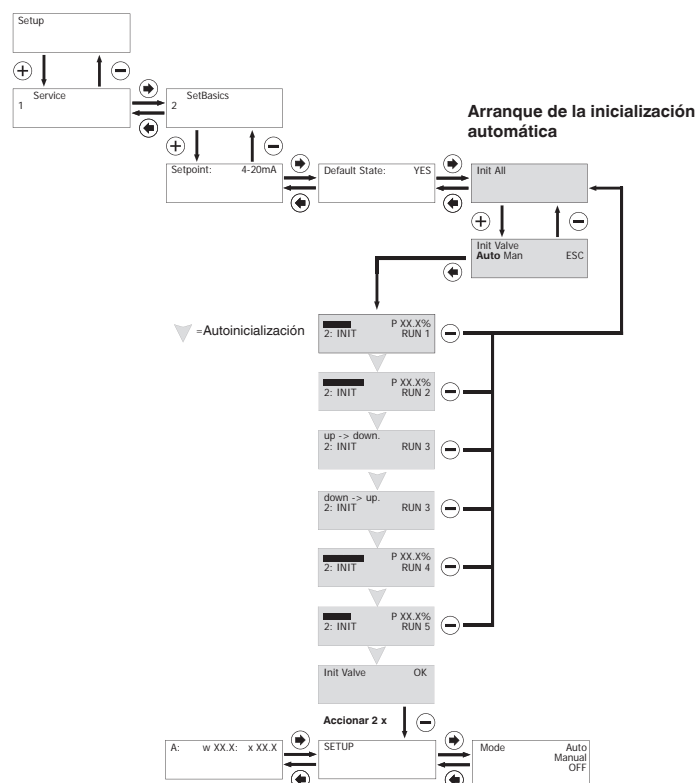 Setup
Service
1
SetBasics
2
Arranque de la inicialización
automática
Setpoint: 4-20mA
Default State: YES
Init All
Init Valve
Auto Man ESC
=Autoinicialización
P XX.X%
2: INIT RUN 1
P XX.X%
2: INIT RUN 2
up -> down.
2: INIT RUN 3
down -> up.
2: INIT RUN 3
P XX.X%
2: INIT RUN 4
P XX.X%
2: INIT RUN 5
Init Valve OK
Accionar 2 x
A: w XX.X: x XX.X
SETUP
Mode Auto
Manual
OFF